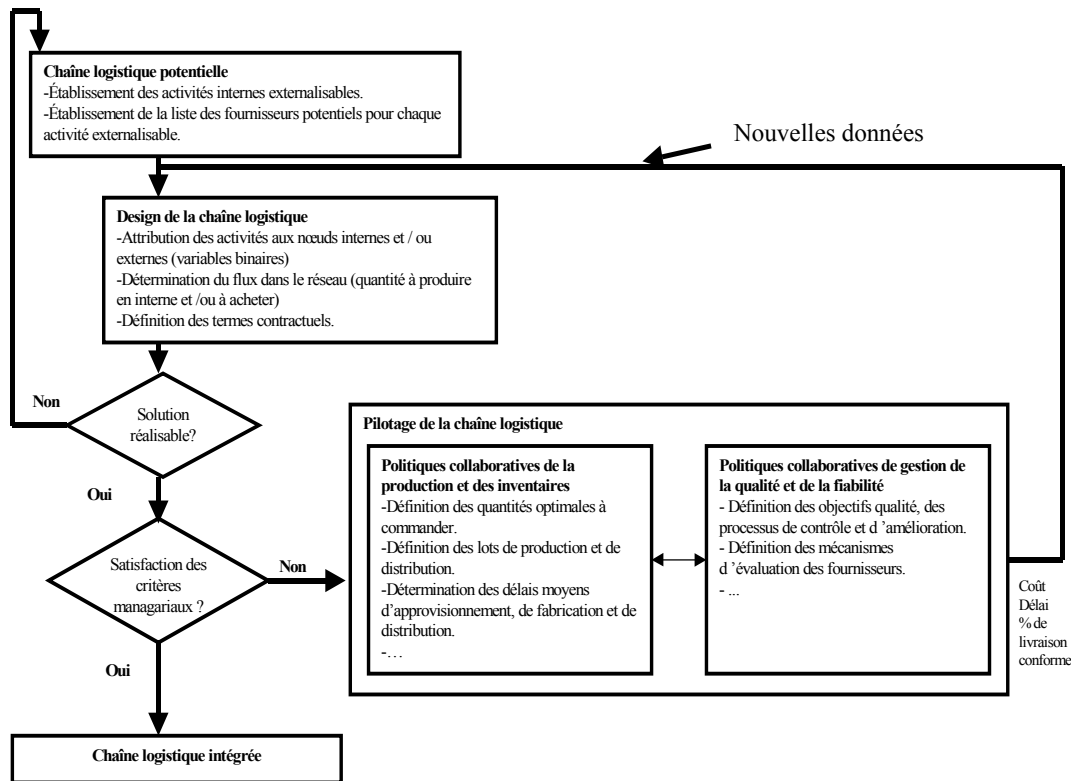 Chaîne logistique potentielle
-Établissement des activités internes externalisables.
-Établissement de la liste des fournisseurs potentiels pour chaque
activité externalisable.
Nouvelles données
Design de la chaîne logistique
-Attribution des activités aux nœuds internes et / ou
externes (variables binaires)
-Détermination du flux dans le réseau (quantité à produire
en interne et /ou à acheter)
-Définition des termes contractuels.
Non
Solution
réalisable?
Oui
Satisfaction des
critères
managariaux ?
Non
Oui
Chaîne logistique intégrée
Pilotage de la chaîne logistique
Politiques collaboratives de la
production et des inventaires
-Définition des quantités optimales à
commander.
-Définition des lots de production et de
distribution.
-Détermination des délais moyens
d’approvisionnement, de fabrication et de
distribution.
-…
Politiques collaboratives de gestion de
la qualité et de la fiabilité
- Définition des objectifs qualité, des
processus de contrôle et d ’amélioration.
- Définition des mécanismes
d ’évaluation des fournisseurs.
- ...
Coût
Délai
% de
livraison
conforme